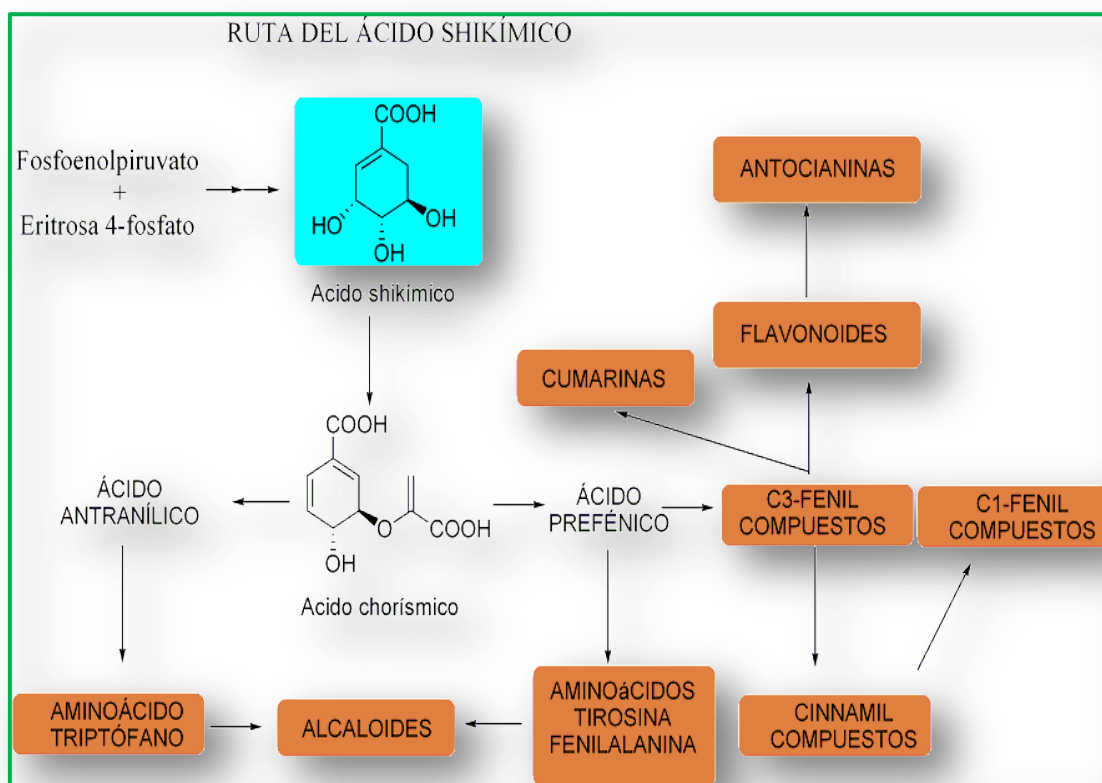 RUTA DEL ÁCIDO SHIKÍMICO
COOH
HO
OH
OH
Fosfoenolpiruvato
+
Eritrosa 4-fosfato
Acido shikímico
ANTOCIANINAS
FLAVONOIDES
CUMARINAS
COOH
O
COOH
OH
Acido chorísmico
ÁCIDO
ANTRANÍLICO
ÁCIDO
PREFÉNICO
C3-FENIL
COMPUESTOS
C1-FENIL
COMPUESTOS
AMINOÁCIDO
TRIPTÓFANO
ALCALOIDES
AMINOáCIDOS
TIROSINA
FENILALANINA
CINNAMIL
COMPUESTOS